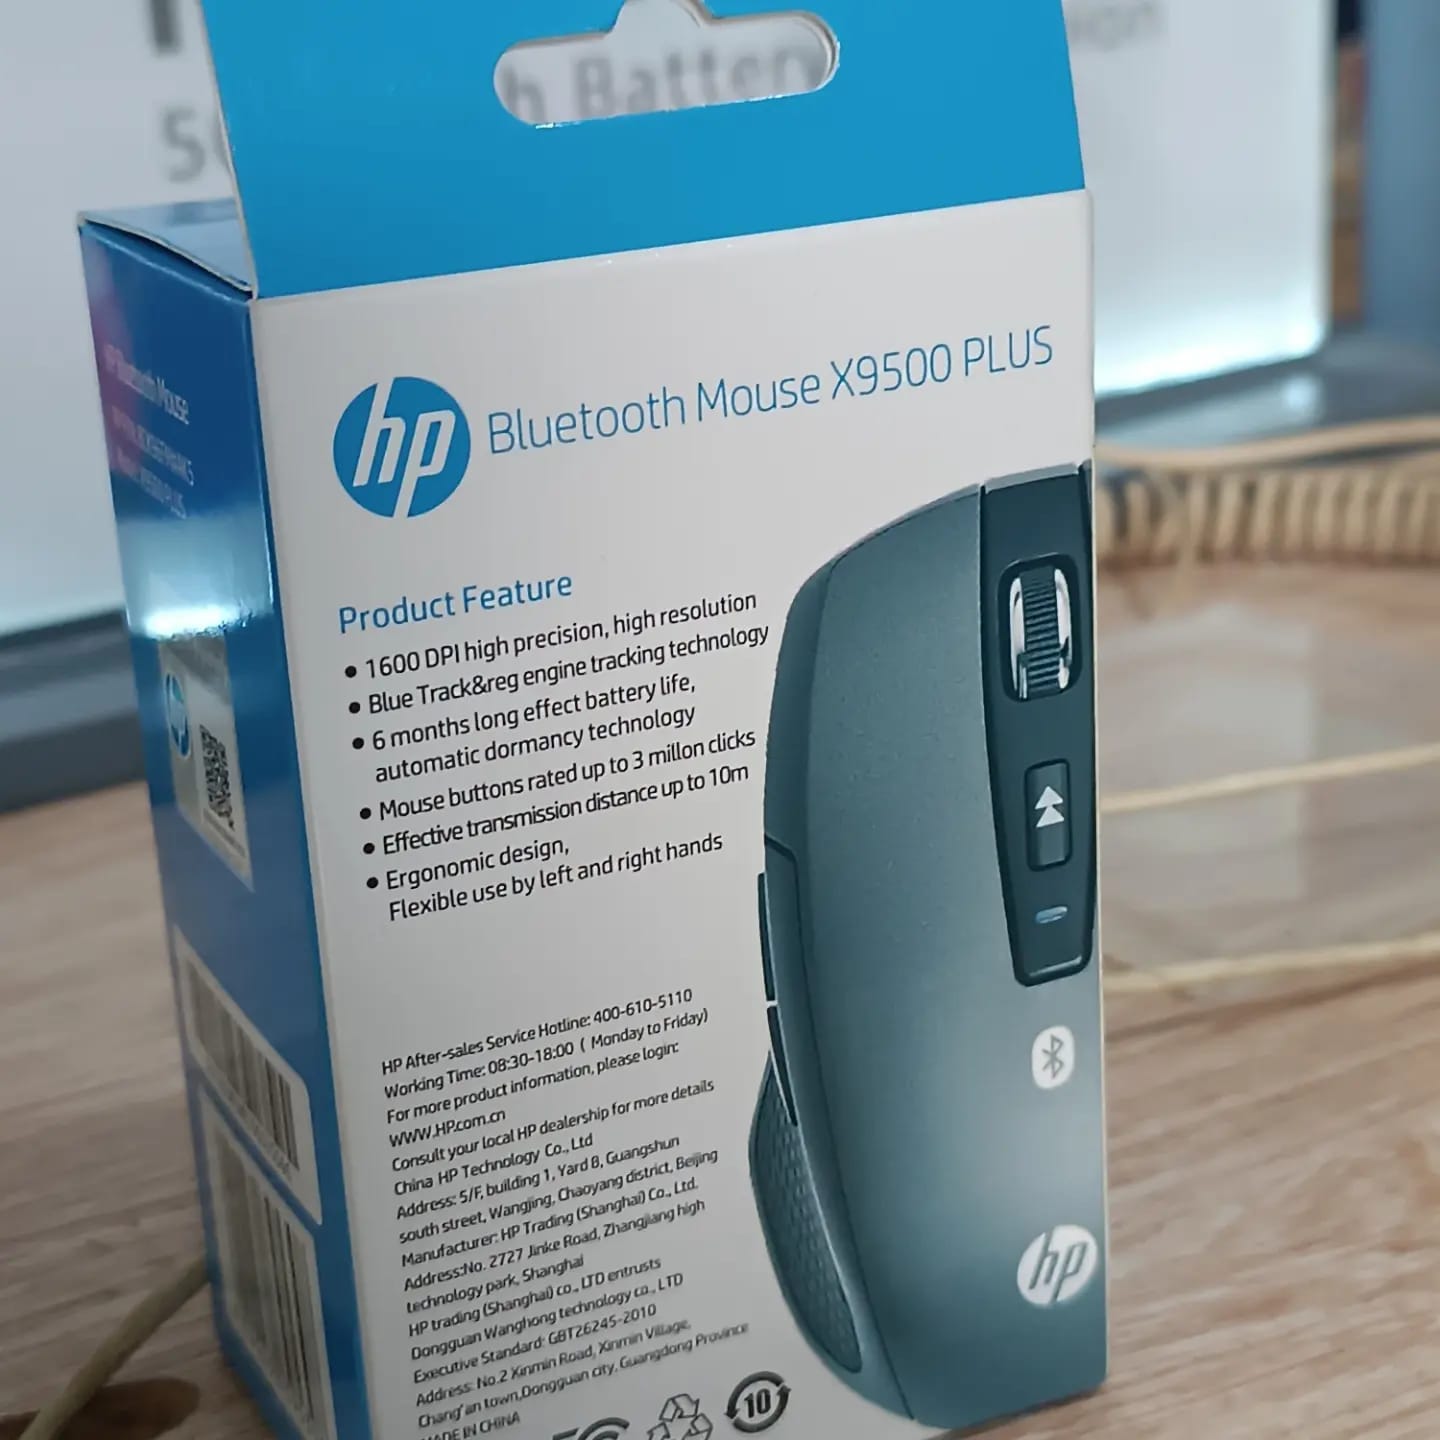 h Battery
hp
Bluetooth Mouse X9500 PLUS
Product Feature
• 1600 DPI high precision, high resolution
• Blue Track&reg engine tracking technology
• 6 months long effect battery life,
automatic dormancy technology
• Mouse buttons rated up to 3 millon clicks
• Effective transmission distance up to 10m
• Ergonomic design,
Flexible use by left and right hands
HP After-sales Service Hotline: 400-610-5110
Working Time: 08:30-18:00 ( Monday to Friday)
For more product information, please login:
WWW.HP.com.cn
Consult your local HP dealership for more details
China HP Technology Co., Ltd
Address: 5/F, building 1, Yard 8, Guangshun
south street, Wangjing, Chaoyang district, Beijing
Manufacturer: HP Trading (Shanghai) Co., Ltd.
Address:No. 2727 Jinke Road, Zhangjiang high
technology park, Shanghai
HP trading (Shanghai) co., LTD entrusts
Dongguan Wanghong technology co., LTD
Executive Standard: GBT26245-2010
Address: No.2 Xinmin Road, Xinmin Village,
Chang'an town,Dongguan city, Guangdong Province
MADE IN CHINA
10
hp
HP Bluetooth Mouse
X9500 PLUS
hp